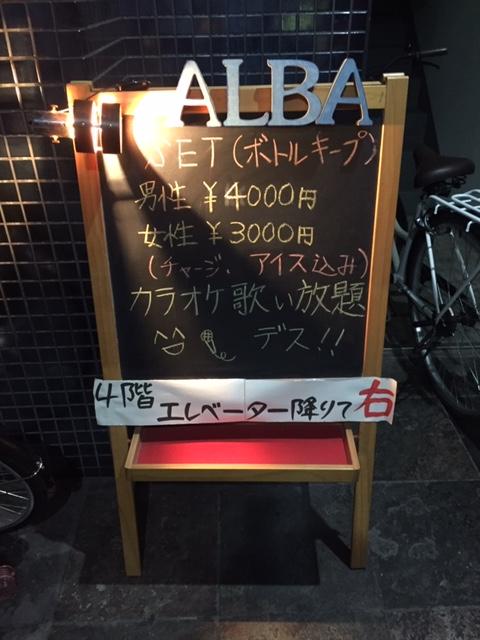 ALBA
SET(ボトルキープ)
男性 ¥4000円
女性 ¥3000円
(チャージ、アイス込み)
カラオケ歌い放題
デス!!
4階 エレベーター降りて右